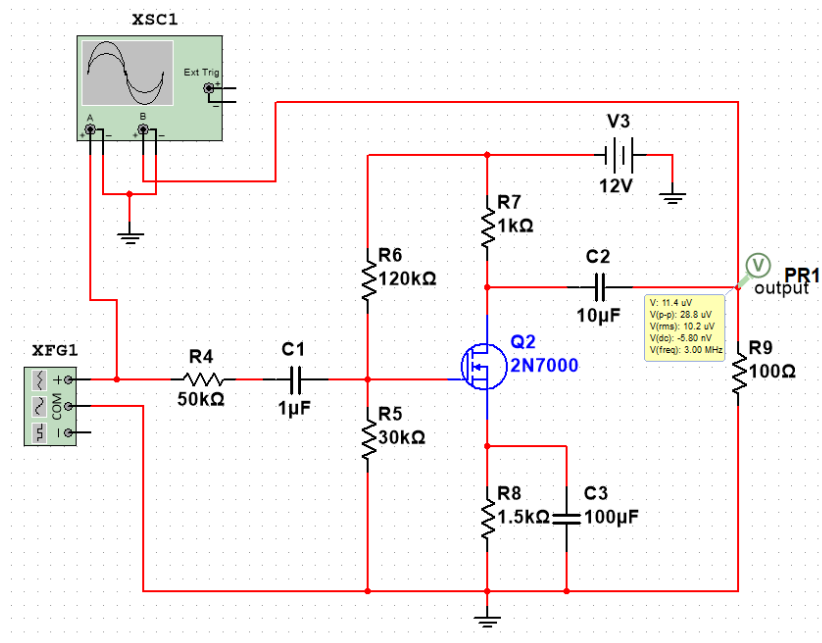 XSC1
Ext Trig
+
−
A
B
+
−
+
−
V3
12V
R7
1kΩ
R6
120kΩ
C2
10µF
V
PR1
output
V: 11.4 uV
V(p-p): 28.8 uV
V(rms): 10.2 uV
V(dc): -5.80 nV
V(freq): 3.00 MHz
Q2
2N7000
R9
100Ω
XFG1
+
COM
−
R4
50kΩ
C1
1µF
R5
30kΩ
R8
1.5kΩ
C3
100µF